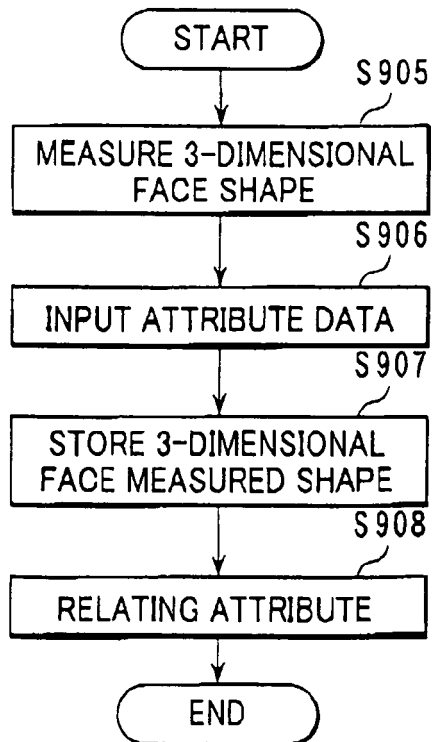 START
S905
MEASURE 3-DIMENSIONAL
FACE SHAPE
S906
INPUT ATTRIBUTE DATA
S907
STORE 3-DIMENSIONAL
FACE MEASURED SHAPE
S908
RELATING ATTRIBUTE
END